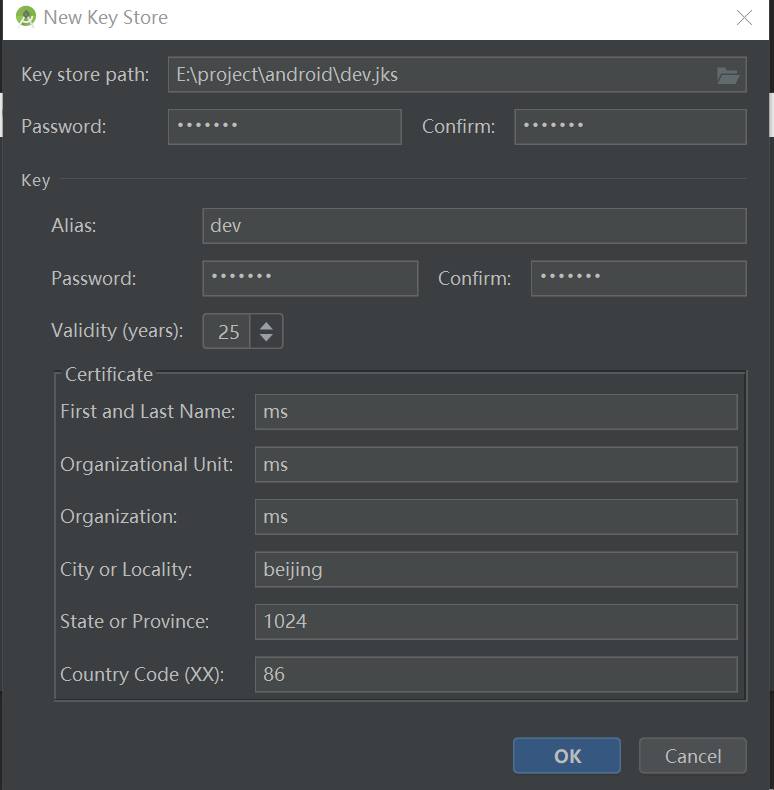 New Key Store
Key store path: E:\project\android\dev.jks
Password: ••••••• Confirm: •••••••
Key
Alias: dev
Password: ••••••• Confirm: •••••••
Validity (years): 25
Certificate
First and Last Name: ms
Organizational Unit: ms
Organization: ms
City or Locality: beijing
State or Province: 1024
Country Code (XX): 86
OK Cancel